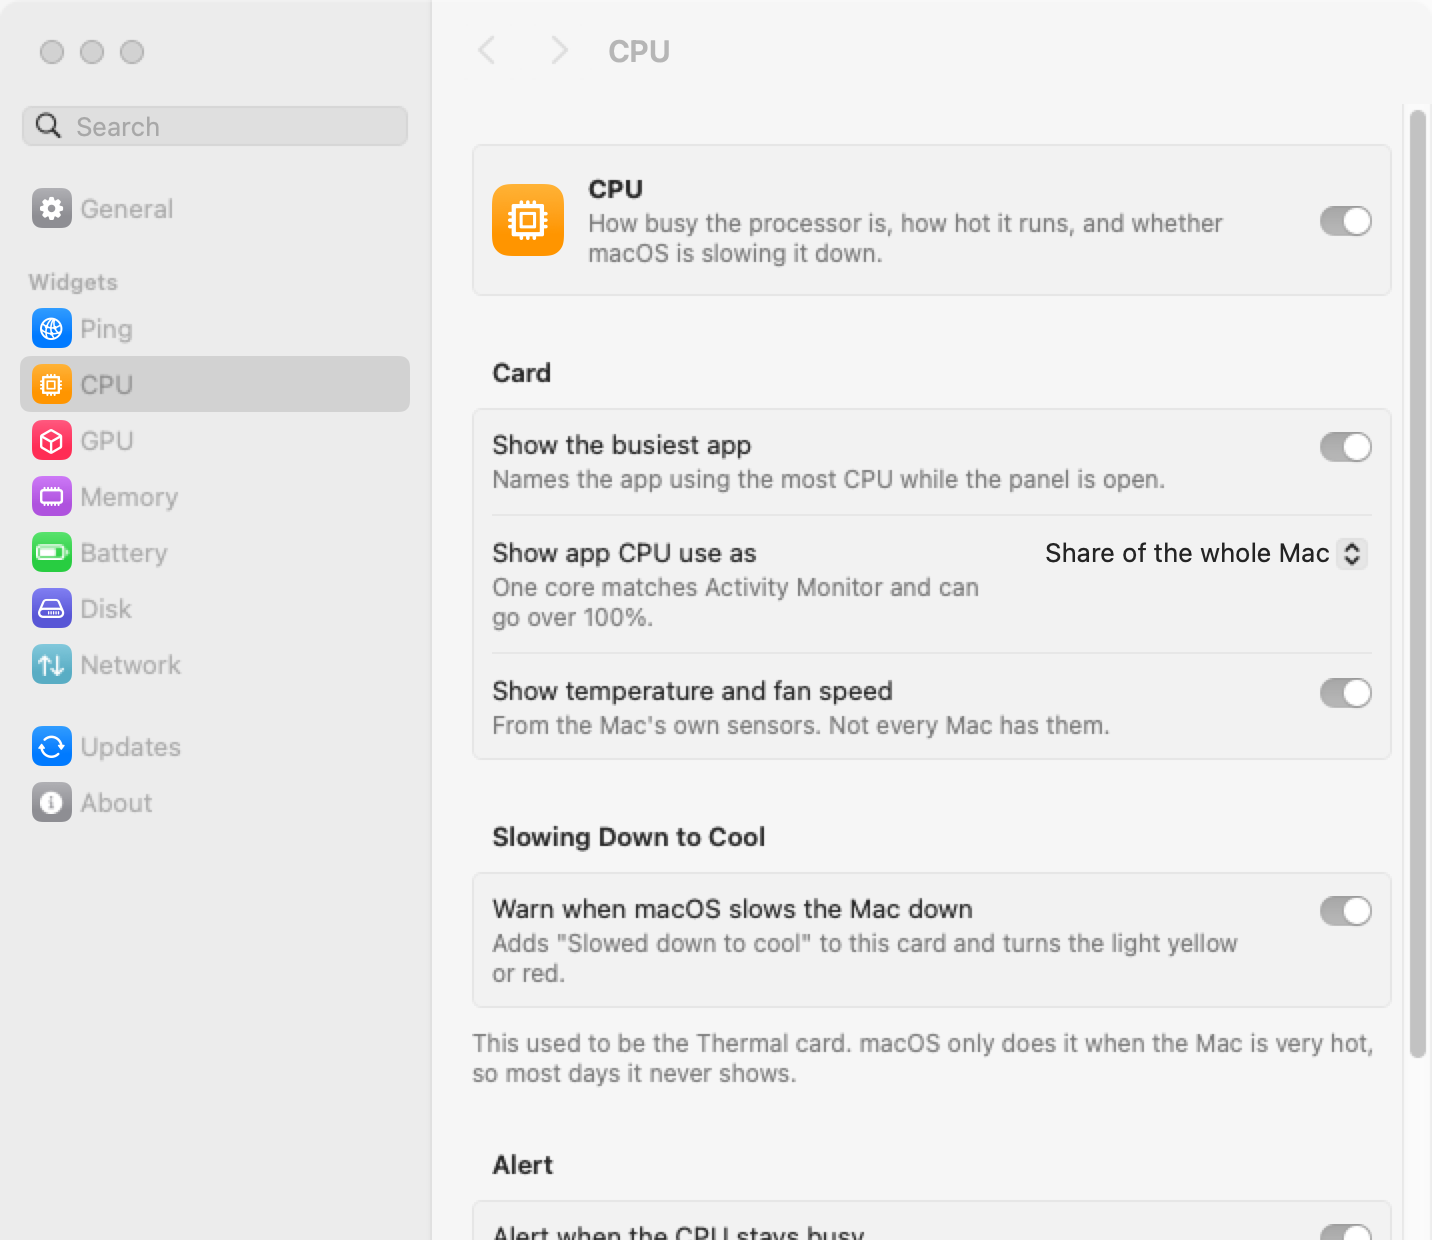 CPU
Search
General
Widgets
Ping
CPU
GPU
Memory
Battery
Disk
Network
Updates
About
CPU
How busy the processor is, how hot it runs, and whether
macOS is slowing it down.
Card
Show the busiest app
Names the app using the most CPU while the panel is open.
Show app CPU use as
Share of the whole Mac
One core matches Activity Monitor and can
go over 100%.
Show temperature and fan speed
From the Mac's own sensors. Not every Mac has them.
Slowing Down to Cool
Warn when macOS slows the Mac down
Adds "Slowed down to cool" to this card and turns the light yellow
or red.
This used to be the Thermal card. macOS only does it when the Mac is very hot,
so most days it never shows.
Alert
Alert when the CPU stays busy